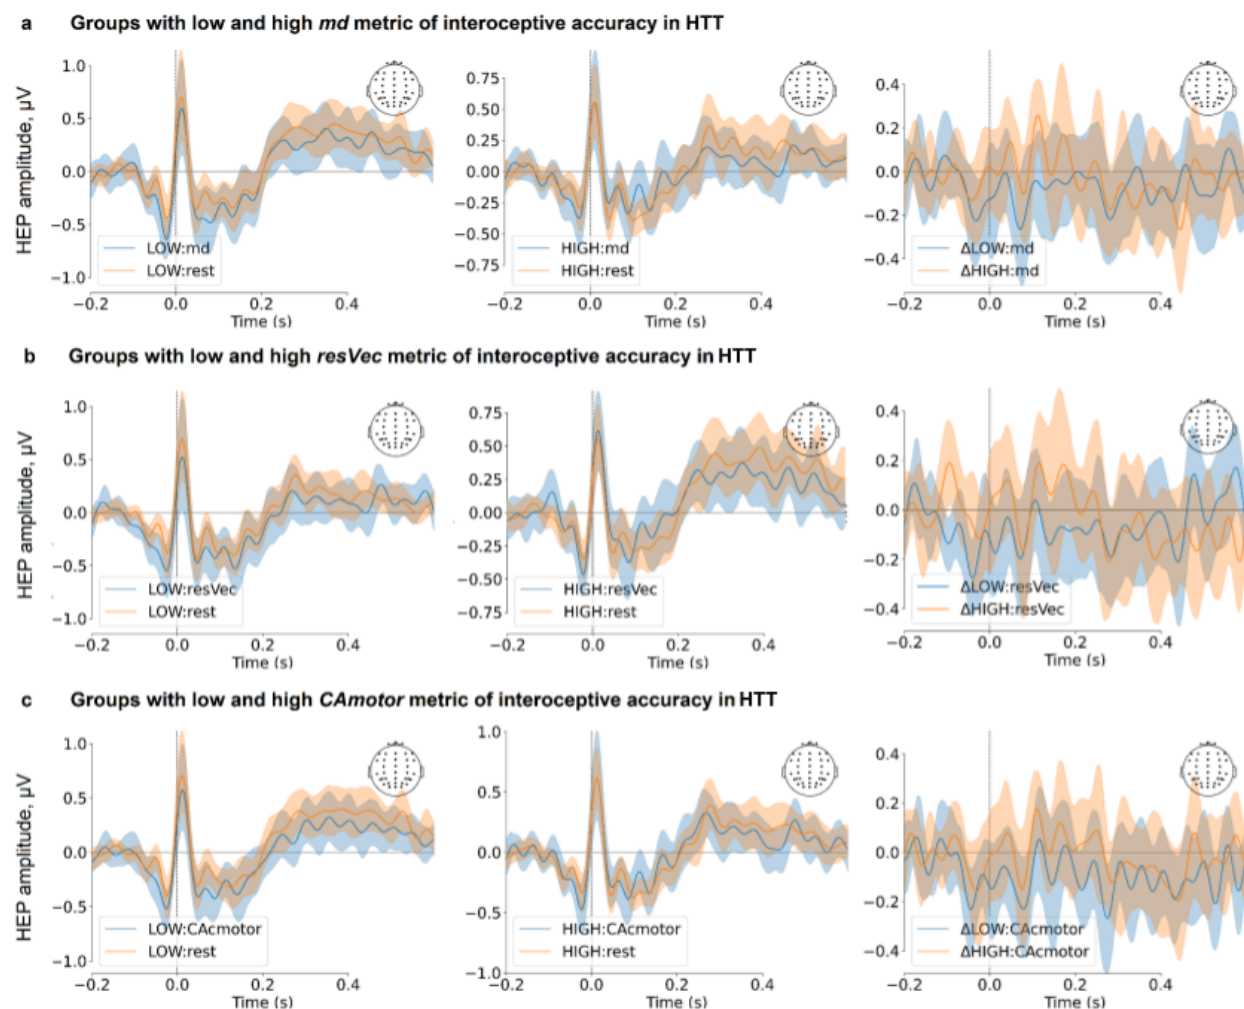 a Groups with low and high md metric of interoceptive accuracy in HTT
HEP amplitude, µV
1.0
0.5
0.0
−0.5
−1.0
LOW:md
LOW:rest
−0.2 0.0 0.2 0.4
Time (s)
0.75
0.50
0.25
0.00
−0.25
−0.50
−0.75
HIGH:md
HIGH:rest
−0.2 0.0 0.2 0.4
Time (s)
0.4
0.2
0.0
−0.2
−0.4
ΔLOW:md
ΔHIGH:md
−0.2 0.0 0.2 0.4
Time (s)
b Groups with low and high resVec metric of interoceptive accuracy in HTT
HEP amplitude, µV
1.0
0.5
0.0
−0.5
−1.0
LOW:resVec
LOW:rest
−0.2 0.0 0.2 0.4
Time (s)
0.75
0.50
0.25
0.00
−0.25
−0.50
−0.75
HIGH:resVec
HIGH:rest
−0.2 0.0 0.2 0.4
Time (s)
0.4
0.2
0.0
−0.2
−0.4
ΔLOW:resVec
ΔHIGH:resVec
−0.2 0.0 0.2 0.4
Time (s)
c Groups with low and high CAmotor metric of interoceptive accuracy in HTT
HEP amplitude, µV
1.0
0.5
0.0
−0.5
−1.0
LOW:CAcmotor
LOW:rest
−0.2 0.0 0.2 0.4
Time (s)
1.0
0.5
0.0
−0.5
−1.0
HIGH:CAcmotor
HIGH:rest
−0.2 0.0 0.2 0.4
Time (s)
0.4
0.2
0.0
−0.2
−0.4
ΔLOW:CAcmotor
ΔHIGH:CAcmotor
−0.2 0.0 0.2 0.4
Time (s)